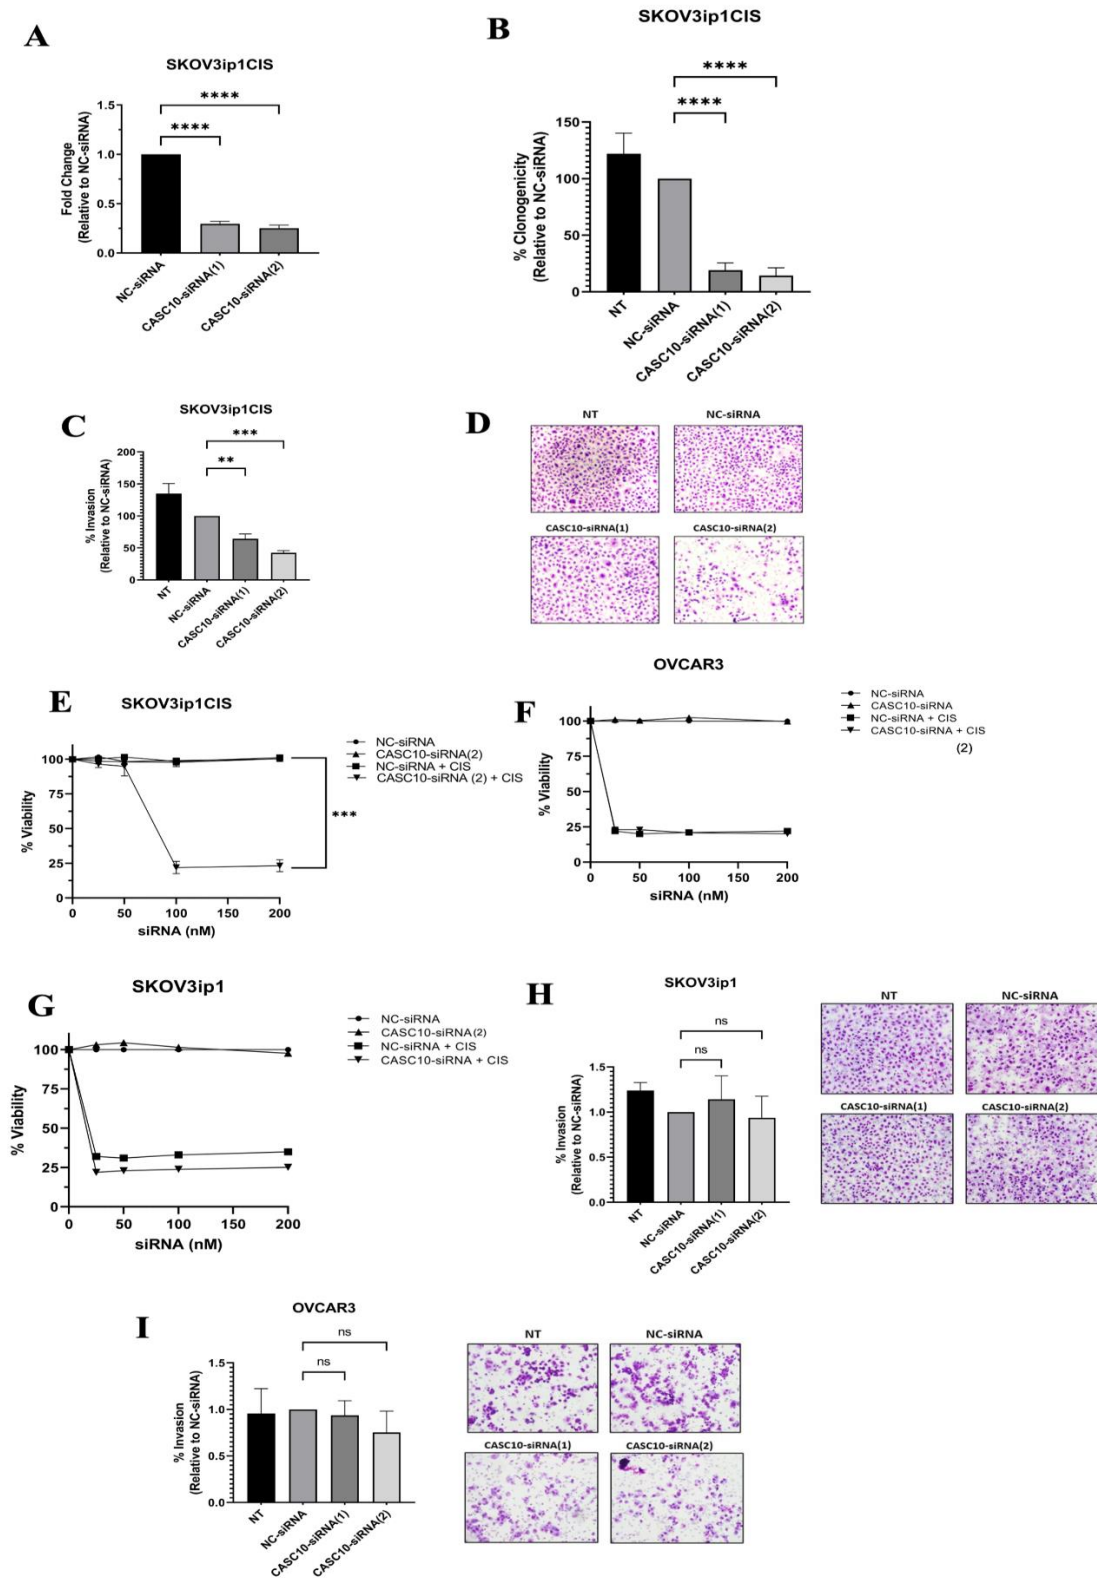 A
SKOV3ip1CIS
****
****
Fold Change
(Relative to NC-siRNA)
1.5
1.0
0.5
0.0
NC-siRNA
CASC10-siRNA(1)
CASC10-siRNA(2)
B
SKOV3ip1CIS
****
****
% Clonogenicity
(Relative to NC-siRNA)
150
100
50
0
NT
NC-siRNA
CASC10-siRNA(1)
CASC10-siRNA(2)
C
SKOV3ip1CIS
***
**
% Invasion
(Relative to NC-siRNA)
200
150
100
50
0
NT
NC-siRNA
CASC10-siRNA(1)
CASC10-siRNA(2)
D
NT
NC-siRNA
CASC10-siRNA(1)
CASC10-siRNA(2)
E
SKOV3ip1CIS
% Viability
100
75
50
25
0
0 50 100 150 200
siRNA (nM)
NC-siRNA
CASC10-siRNA(2)
NC-siRNA + CIS
CASC10-siRNA (2) + CIS
***
F
OVCAR3
% Viability
100
75
50
25
0
0 50 100 150 200
siRNA (nM)
NC-siRNA
CASC10-siRNA
NC-siRNA + CIS
CASC10-siRNA + CIS
(2)
G
SKOV3ip1
% Viability
100
75
50
25
0
0 50 100 150 200
siRNA (nM)
NC-siRNA
CASC10-siRNA(2)
NC-siRNA + CIS
CASC10-siRNA + CIS
H
SKOV3ip1
ns
ns
% Invasion
(Relative to NC-siRNA)
1.5
1.0
0.5
0.0
NT
NC-siRNA
CASC10-siRNA(1)
CASC10-siRNA(2)
NT
NC-siRNA
CASC10-siRNA(1)
CASC10-siRNA(2)
I
OVCAR3
ns
ns
% Invasion
(Relative to NC-siRNA)
1.5
1.0
0.5
0.0
NT
NC-siRNA
CASC10-siRNA(1)
CASC10-siRNA(2)
NT
NC-siRNA
CASC10-siRNA(1)
CASC10-siRNA(2)